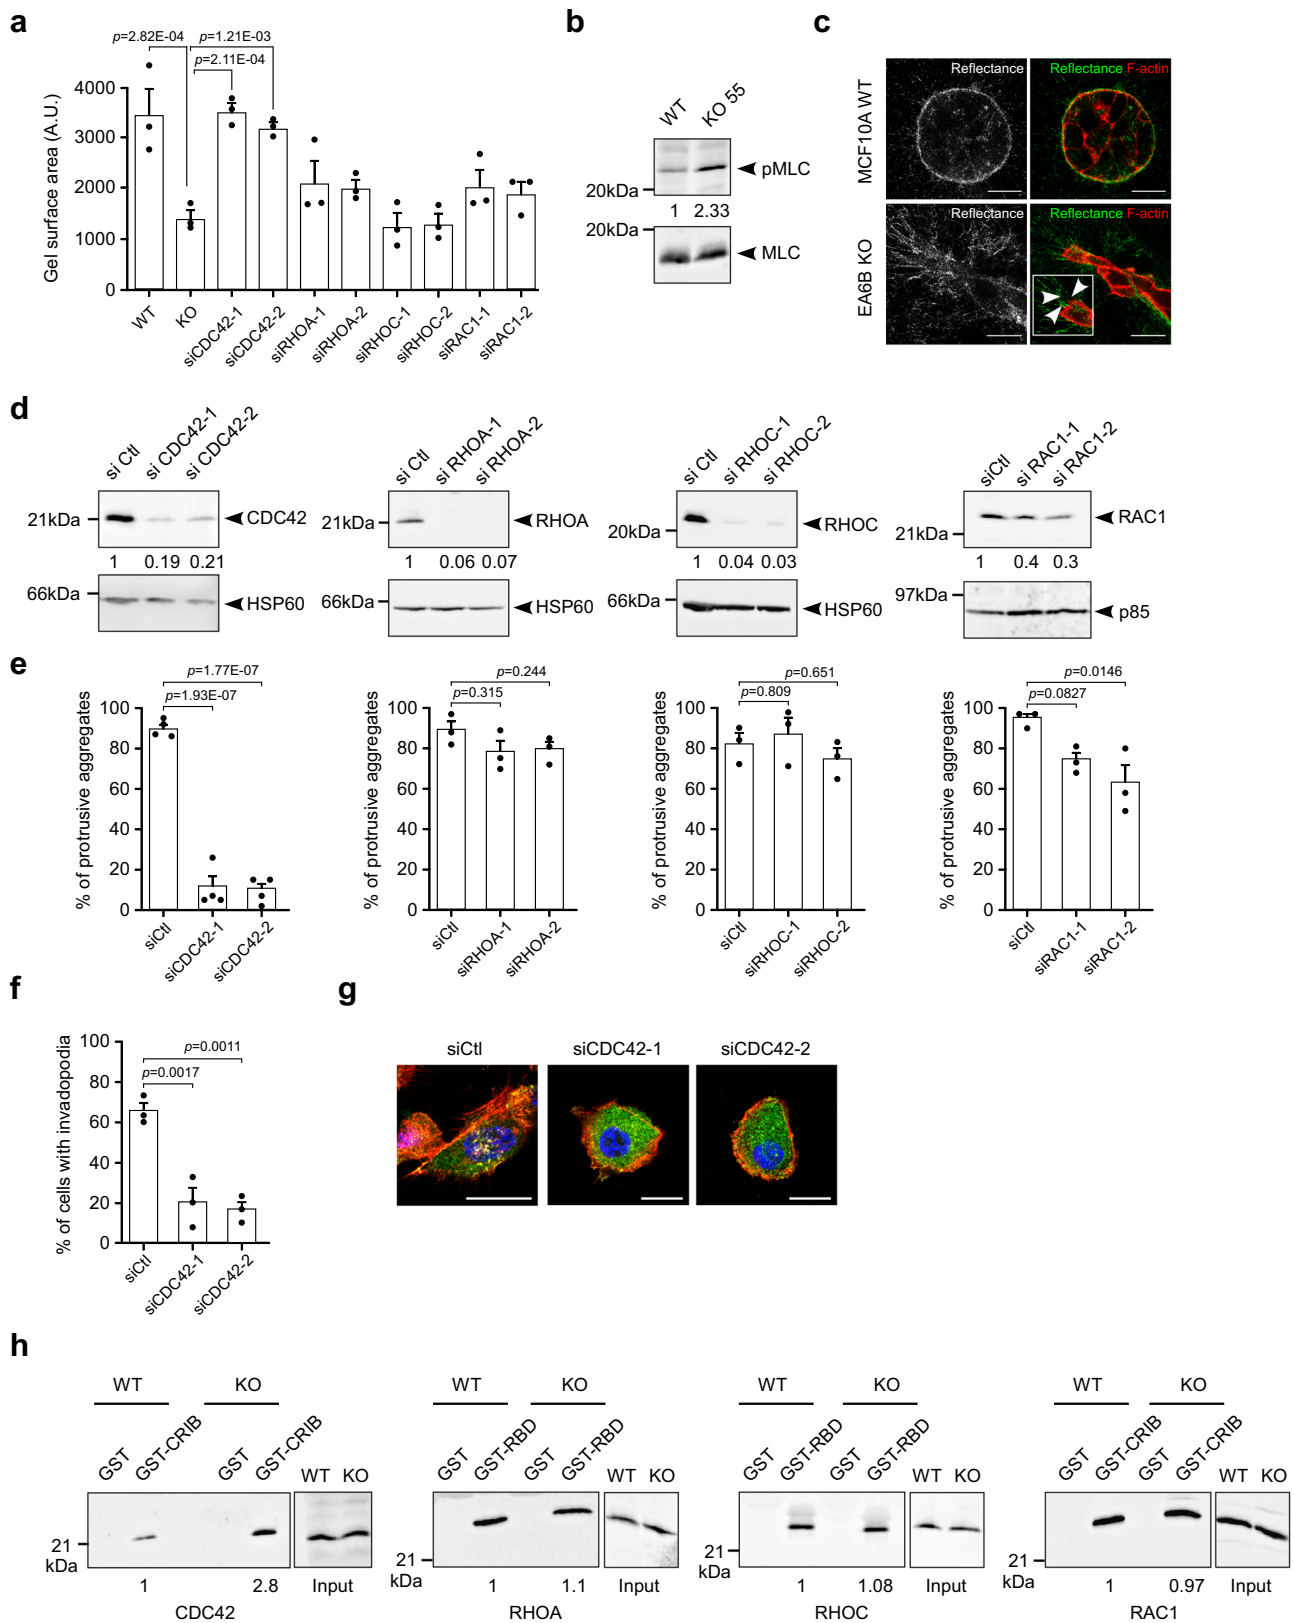 a
p=2.82E-04
p=1.21E-03
p=2.11E-04
Gel surface area (A.U.)
4000
3000
2000
1000
0
WT
KO
siCDC42-1
siCDC42-2
siRHOA-1
siRHOA-2
siRHOC-1
siRHOC-2
siRAC1-1
siRAC1-2
b
WT
KO 55
pMLC
20kDa
1 2.33
20kDa
MLC
c
MCF10A WT
Reflectance
Reflectance F-actin
EA6B KO
Reflectance
Reflectance F-actin
d
si Ctl
si CDC42-1
si CDC42-2
21kDa
CDC42
1 0.19 0.21
66kDa
HSP60
si Ctl
si RHOA-1
si RHOA-2
21kDa
RHOA
1 0.06 0.07
66kDa
HSP60
si Ctl
si RHOC-1
si RHOC-2
20kDa
RHOC
1 0.04 0.03
66kDa
HSP60
siCtl
si RAC1-1
si RAC1-2
21kDa
RAC1
1 0.4 0.3
97kDa
p85
e
p=1.77E-07
p=1.93E-07
% of protrusive aggregates
100
80
60
40
20
0
siCtl
siCDC42-1
siCDC42-2
p=0.244
p=0.315
% of protrusive aggregates
100
80
60
40
20
0
siCtl
siRHOA-1
siRHOA-2
p=0.651
p=0.809
% of protrusive aggregates
100
80
60
40
20
0
siCtl
siRHOC-1
siRHOC-2
p=0.0146
p=0.0827
% of protrusive aggregates
100
80
60
40
20
0
siCtl
siRAC1-1
siRAC1-2
f
p=0.0011
p=0.0017
% of cells with invadopodia
100
80
60
40
20
0
siCtl
siCDC42-1
siCDC42-2
g
siCtl
siCDC42-1
siCDC42-2
h
WT KO
GST
GST-CRIB
GST
GST-CRIB
WT KO
21
kDa
1 2.8 Input
CDC42
WT KO
GST
GST-RBD
GST
GST-RBD
WT KO
21
kDa
1 1.1 Input
RHOA
WT KO
GST
GST-RBD
GST
GST-RBD
WT KO
21
kDa
1 1.08 Input
RHOC
WT KO
GST
GST-CRIB
GST
GST-CRIB
WT KO
21
kDa
1 0.97 Input
RAC1